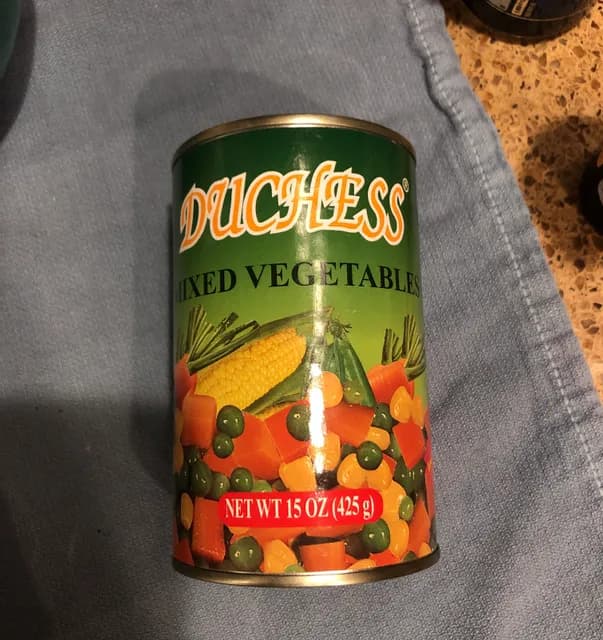 DUCHESS®
MIXED VEGETABLES
NET WT 15 OZ (425 g)